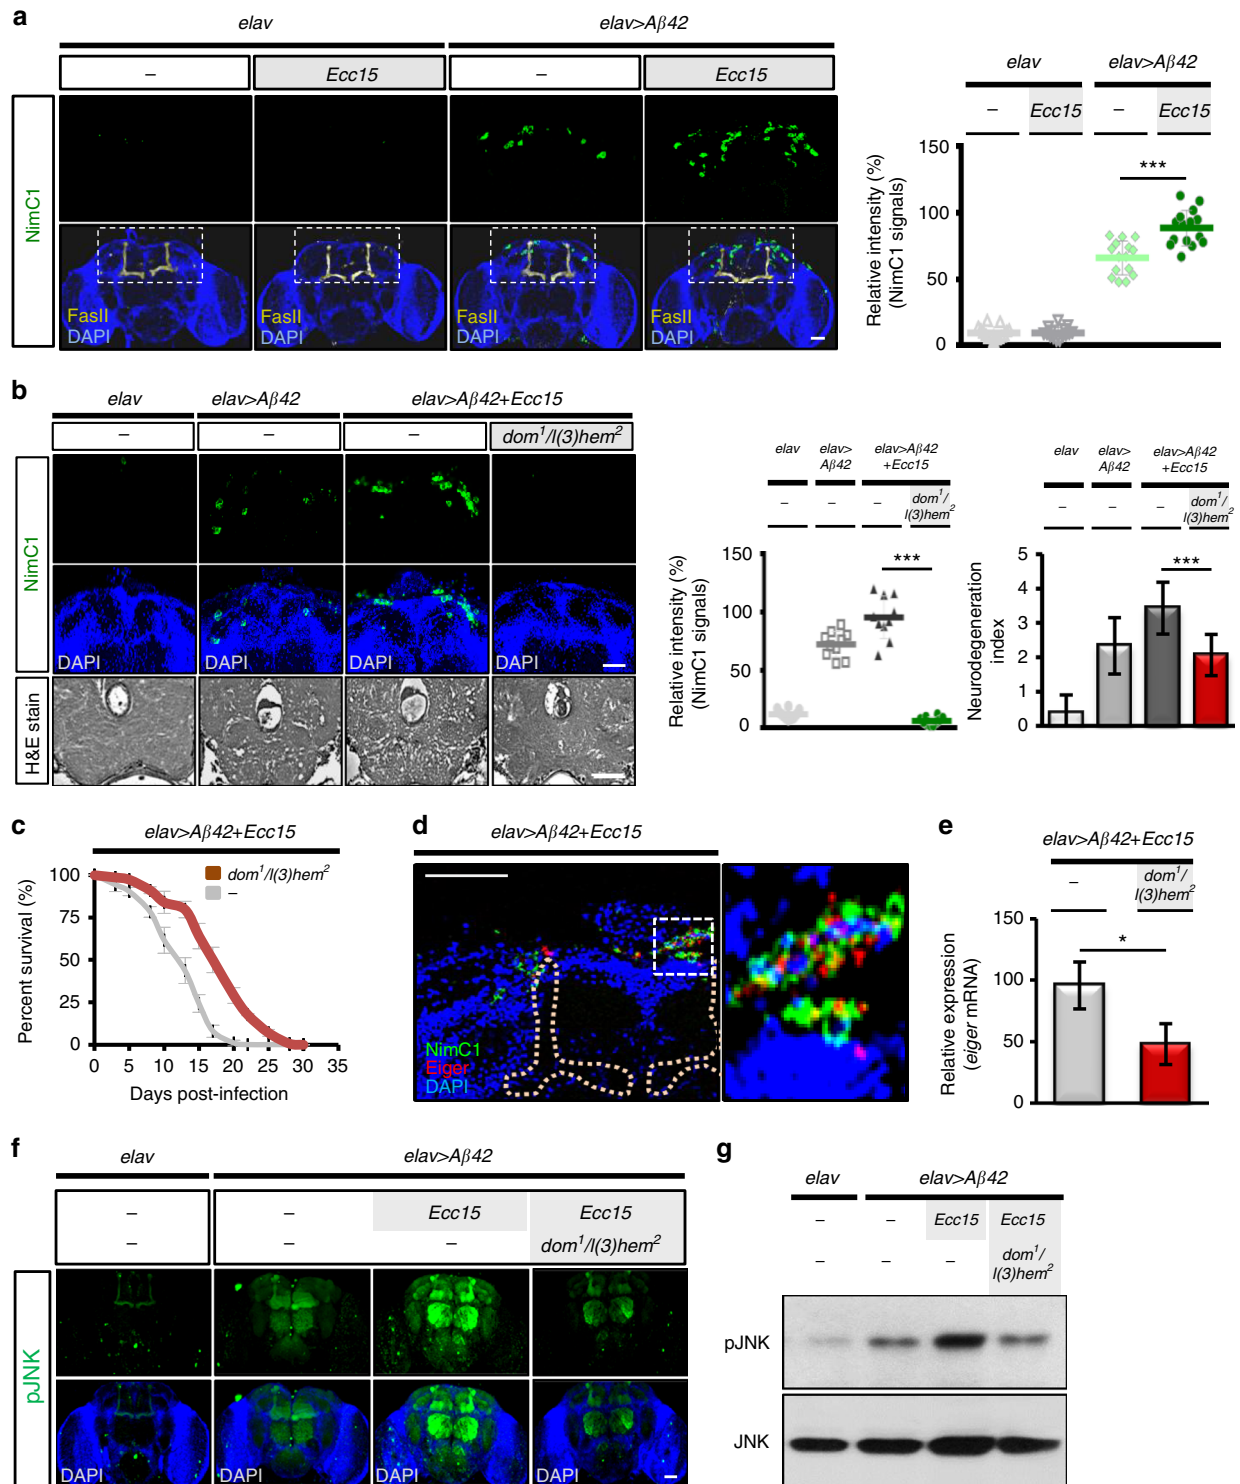 a
elav
elav>Aβ42
–
Ecc15
–
Ecc15
NimC1
FasII
DAPI
FasII
DAPI
FasII
DAPI
FasII
DAPI
elav
elav>Aβ42
–
Ecc15
–
Ecc15
Relative intensity (%)
(NimC1 signals)
150
100
50
0
***
b
elav
elav>Aβ42
elav>Aβ42+Ecc15
–
–
–
dom¹/l(3)hem²
NimC1
DAPI
DAPI
DAPI
DAPI
H&E stain
elav
elav>
Aβ42
elav>Aβ42
+Ecc15
–
–
–
dom¹/
l(3)hem²
Relative intensity (%)
(NimC1 signals)
150
100
50
0
***
elav
elav>
Aβ42
elav>Aβ42
+Ecc15
–
–
–
dom¹/
l(3)hem²
Neurodegeneration
index
5
4
3
2
1
0
***
c
elav>Aβ42+Ecc15
dom¹/l(3)hem²
–
Percent survival (%)
100
75
50
25
0
0 5 10 15 20 25 30 35
Days post-infection
d
elav>Aβ42+Ecc15
NimC1
Eiger
DAPI
e
elav>Aβ42+Ecc15
–
dom¹/
l(3)hem²
Relative expression
(eiger mRNA)
150
100
50
0
*
f
elav
elav>Aβ42
–
–
Ecc15
Ecc15
–
–
–
dom¹/l(3)hem²
pJNK
DAPI
DAPI
DAPI
DAPI
g
elav
elav>Aβ42
–
–
Ecc15
Ecc15
–
–
–
dom¹/
l(3)hem²
pJNK
JNK